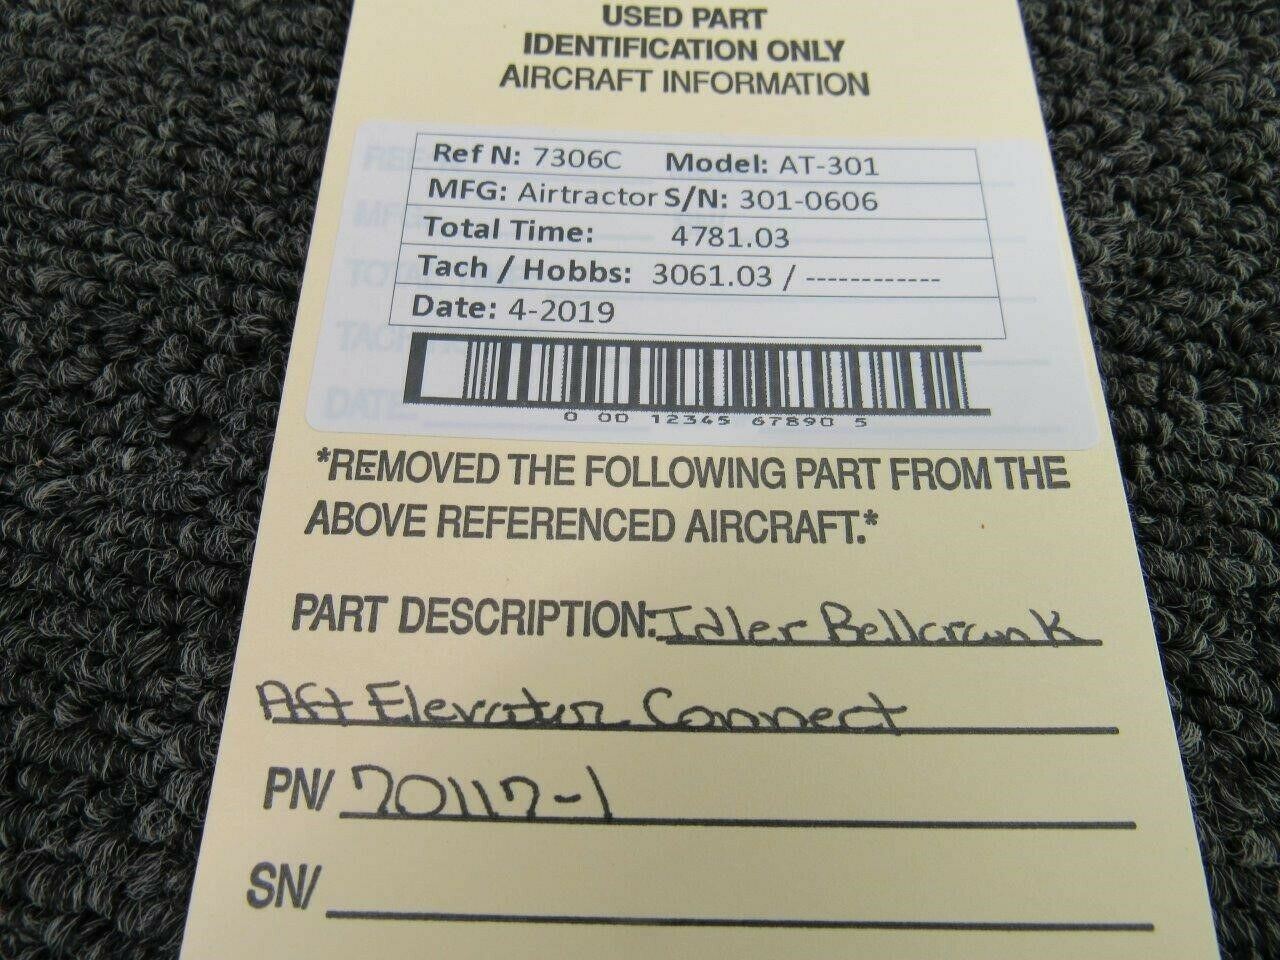 USED PART
IDENTIFICATION ONLY
AIRCRAFT INFORMATION
Ref N: 7306C Model: AT-301
MFG: Airtractor S/N: 301-0606
Total Time: 4781.03
Tach / Hobbs: 3061.03 / ------------
Date: 4-2019
0 00 12345 67890 5
*REMOVED THE FOLLOWING PART FROM THE
ABOVE REFERENCED AIRCRAFT.*
PART DESCRIPTION: Idler Bellcrank
Aft Elevator Connect
PN/ 70117-1
SN/